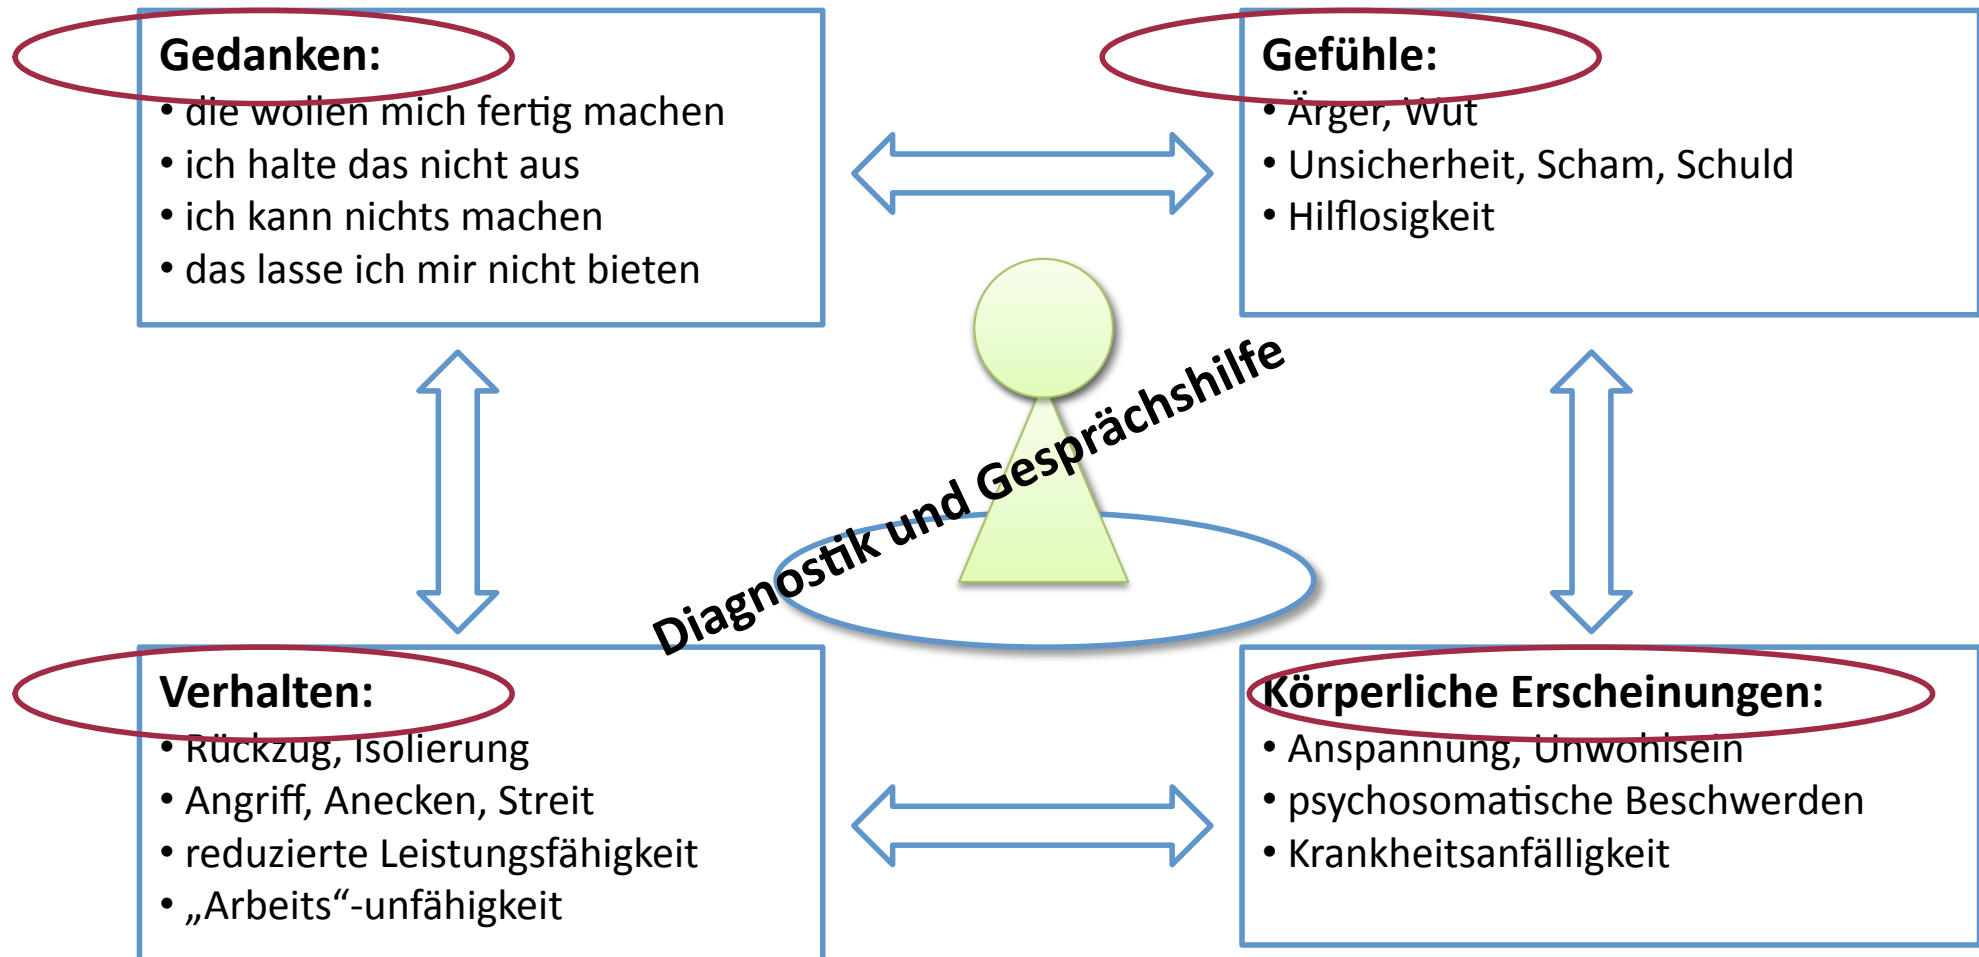 Gedanken:
• die wollen mich fertig machen
• ich halte das nicht aus
• ich kann nichts machen
• das lasse ich mir nicht bieten
Gefühle:
• Ärger, Wut
• Unsicherheit, Scham, Schuld
• Hilflosigkeit
Diagnostik und Gesprächshilfe
Verhalten:
• Rückzug, Isolierung
• Angriff, Anecken, Streit
• reduzierte Leistungsfähigkeit
• „Arbeits“-unfähigkeit
Körperliche Erscheinungen:
• Anspannung, Unwohlsein
• psychosomatische Beschwerden
• Krankheitsanfälligkeit